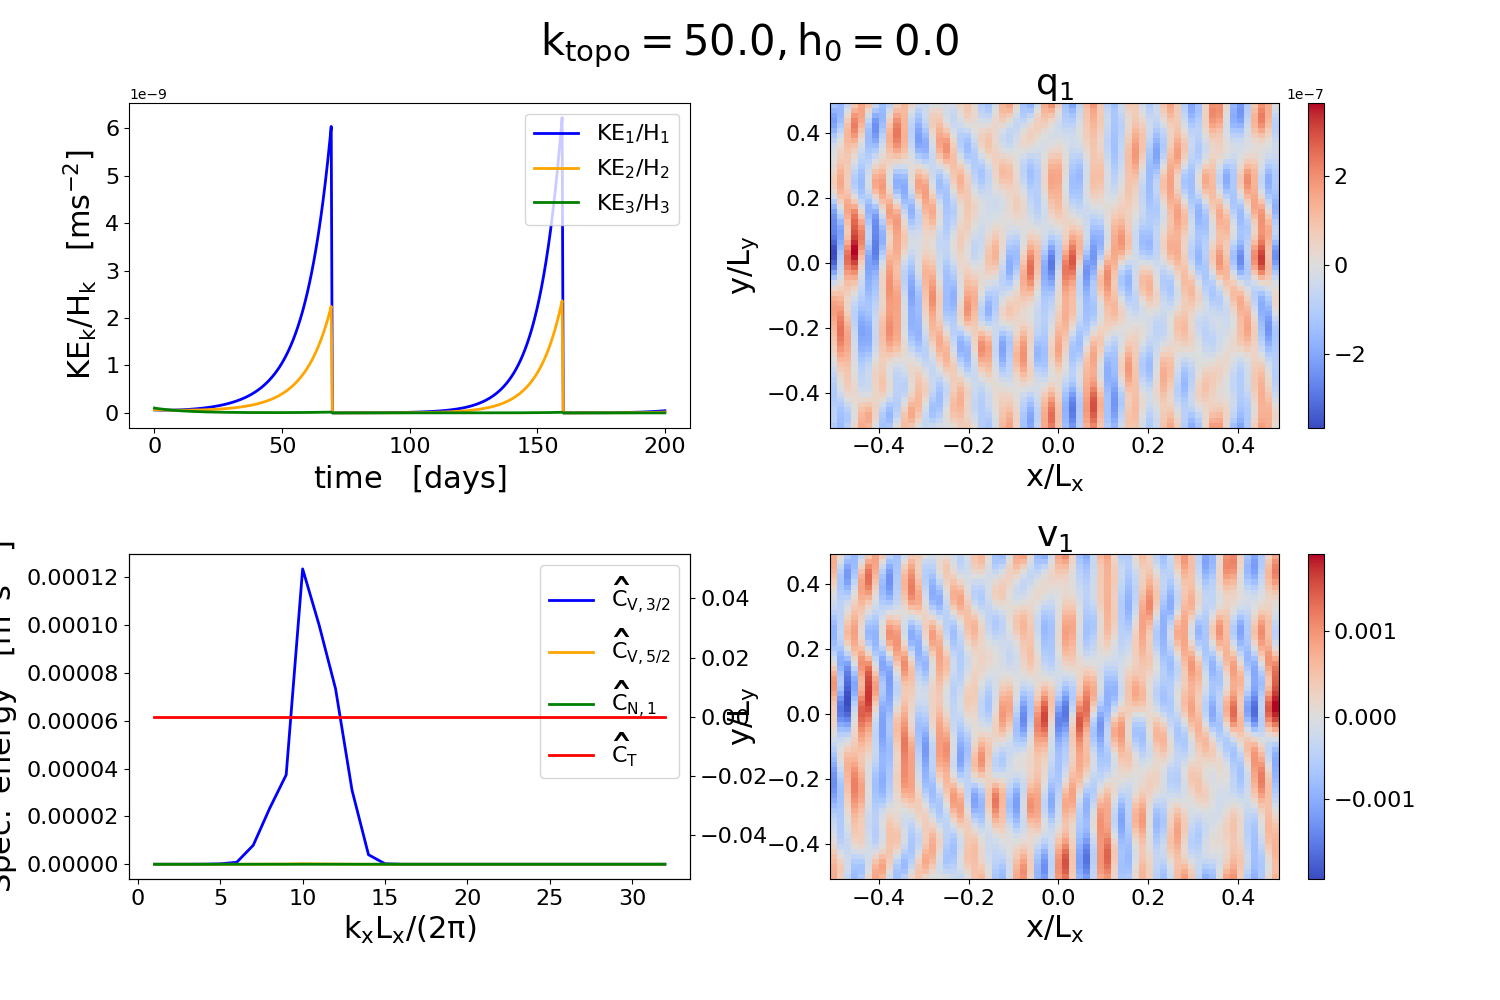 k_topo = 50.0, h_0 = 0.0
1e−9
KE_k/H_k [ms^−2]
6
5
4
3
2
1
0
KE_1/H_1
KE_2/H_2
KE_3/H_3
0 50 100 150 200
time [days]
q_1
1e−7
y/L_y
0.4
0.2
0.0
−0.2
−0.4
−0.4 −0.2 0.0 0.2 0.4
x/L_x
2
0
−2
Spec. energy
0.00012
0.00010
0.00008
0.00006
0.00004
0.00002
0.00000
Ĉ_V,3/2
Ĉ_V,5/2
Ĉ_N,1
Ĉ_T
0.04
0.02
0.00
−0.02
−0.04
0 5 10 15 20 25 30
k_xL_x/(2π)
v_1
y/L_y
0.4
0.2
0.0
−0.2
−0.4
−0.4 −0.2 0.0 0.2 0.4
x/L_x
0.001
0.000
−0.001